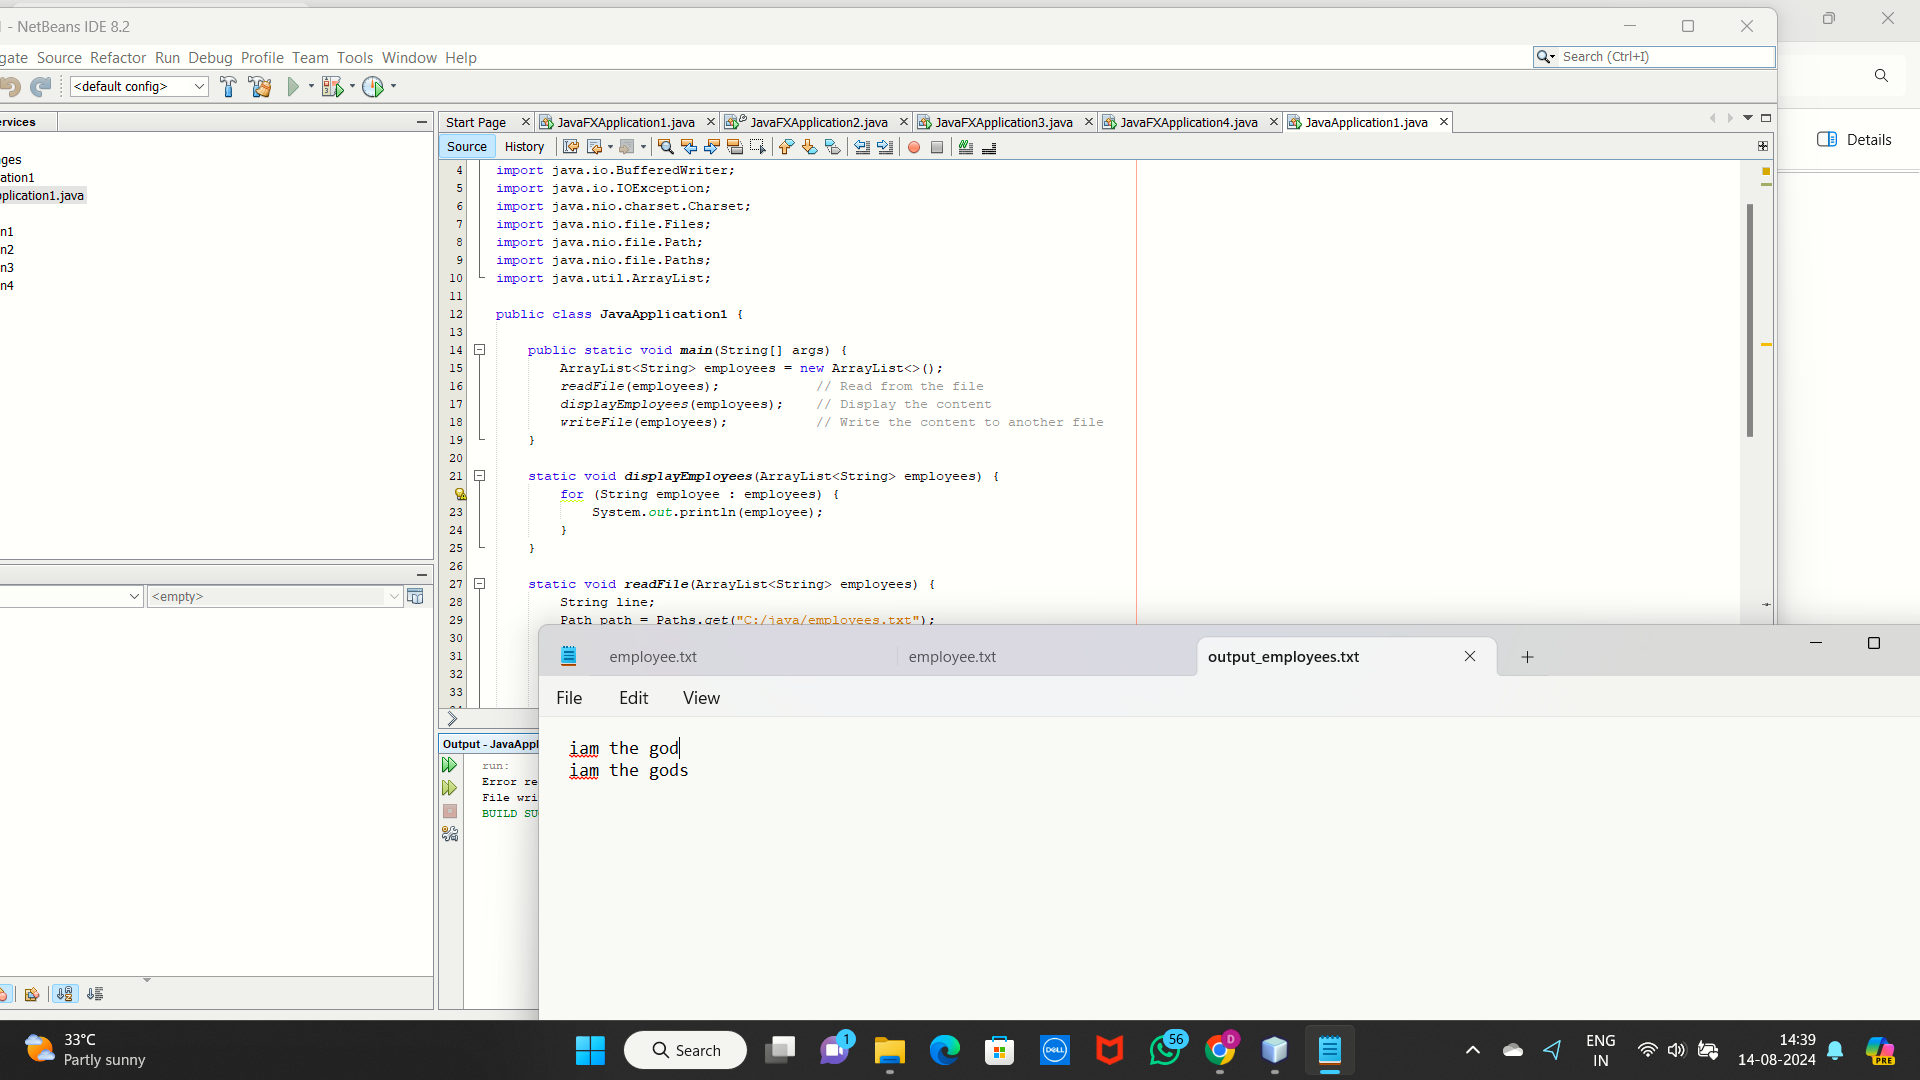 - NetBeans IDE 8.2
gate Source Refactor Run Debug Profile Team Tools Window Help
Search (Ctrl+I)
<default config>
Details
ervices
Start Page
JavaFXApplication1.java
JavaFXApplication2.java
JavaFXApplication3.java
JavaFXApplication4.java
JavaApplication1.java
Source History
ges
ation1
plication1.java
n1
n2
n3
n4
<empty>
4 import java.io.BufferedWriter;
5 import java.io.IOException;
6 import java.nio.charset.Charset;
7 import java.nio.file.Files;
8 import java.nio.file.Path;
9 import java.nio.file.Paths;
10 import java.util.ArrayList;
11
12 public class JavaApplication1 {
13
14 public static void main(String[] args) {
15 ArrayList<String> employees = new ArrayList<>();
16 readFile(employees); // Read from the file
17 displayEmployees(employees); // Display the content
18 writeFile(employees); // Write the content to another file
19 }
20
21 static void displayEmployees(ArrayList<String> employees) {
for (String employee : employees) {
23 System.out.println(employee);
24 }
25 }
26
27 static void readFile(ArrayList<String> employees) {
28 String line;
29 Path path = Paths.get("C:/java/employees.txt");
30
31
32
33
Output - JavaAppl
run:
Error re
File wri
BUILD SU
employee.txt
employee.txt
output_employees.txt
File Edit View
iam the god
iam the gods
33°C
Partly sunny
Search
1
DELL
56
D
ENG
IN
14:39
14-08-2024
PRE